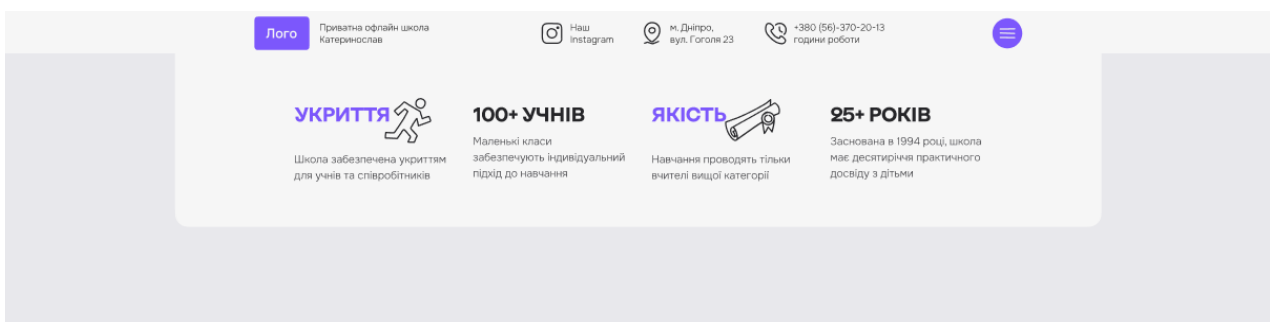 Лого
Приватна офлайн школа
Катеринослав
Наш
Instagram
м. Дніпро,
вул. Гоголя 23
+380 (56)-370-20-13
години роботи
УКРИТТЯ
Школа забезпечена укриттям
для учнів та співробітників
100+ УЧНІВ
Маленькі класи
забезпечують індивідуальний
підхід до навчання
ЯКІСТЬ
Навчання проводять тільки
вчителі вищої категорії
25+ РОКІВ
Заснована в 1994 році, школа
має десятиріччя практичного
досвіду з дітьми